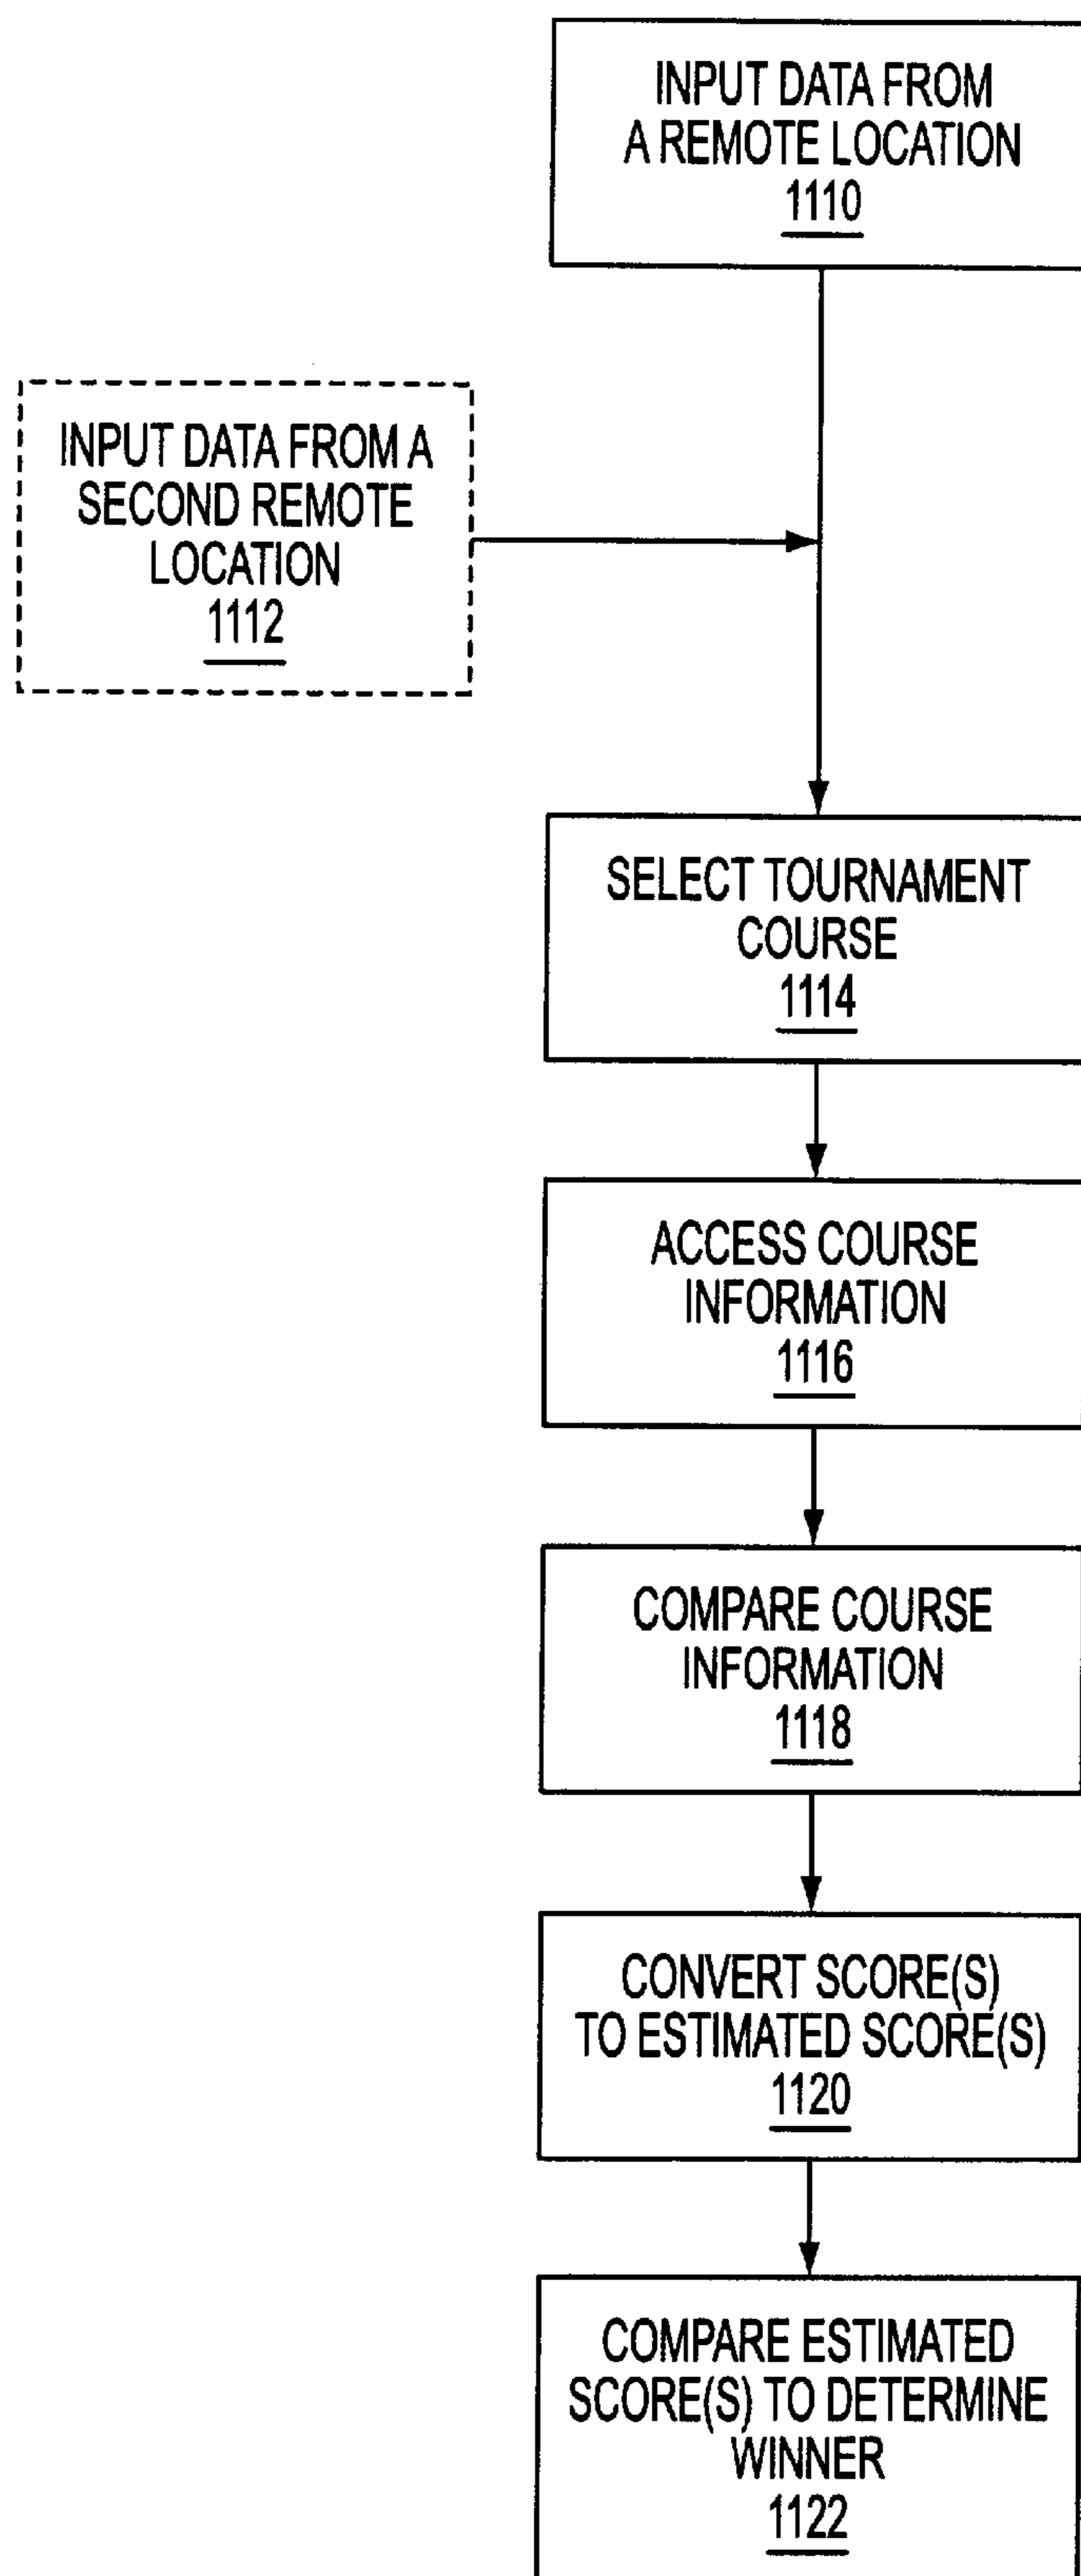 INPUT DATA FROM
A REMOTE LOCATION
1110
INPUT DATA FROM A
SECOND REMOTE
LOCATION
1112
SELECT TOURNAMENT
COURSE
1114
ACCESS COURSE
INFORMATION
1116
COMPARE COURSE
INFORMATION
1118
CONVERT SCORE(S)
TO ESTIMATED SCORE(S)
1120
COMPARE ESTIMATED
SCORE(S) TO DETERMINE
WINNER
1122